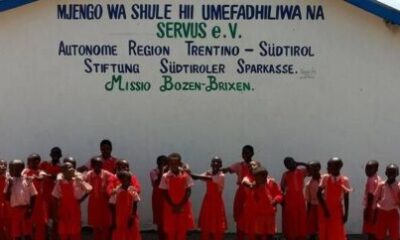 MJENGO WA SHULE HII UMEFADHILIWA NA
SERVUS e.V.
AUTONOME REGION TRENTINO - SÜDTIROL
STIFTUNG SÜDTIROLER SPARKASSE.
MISSIO BOZEN-BRIXEN.